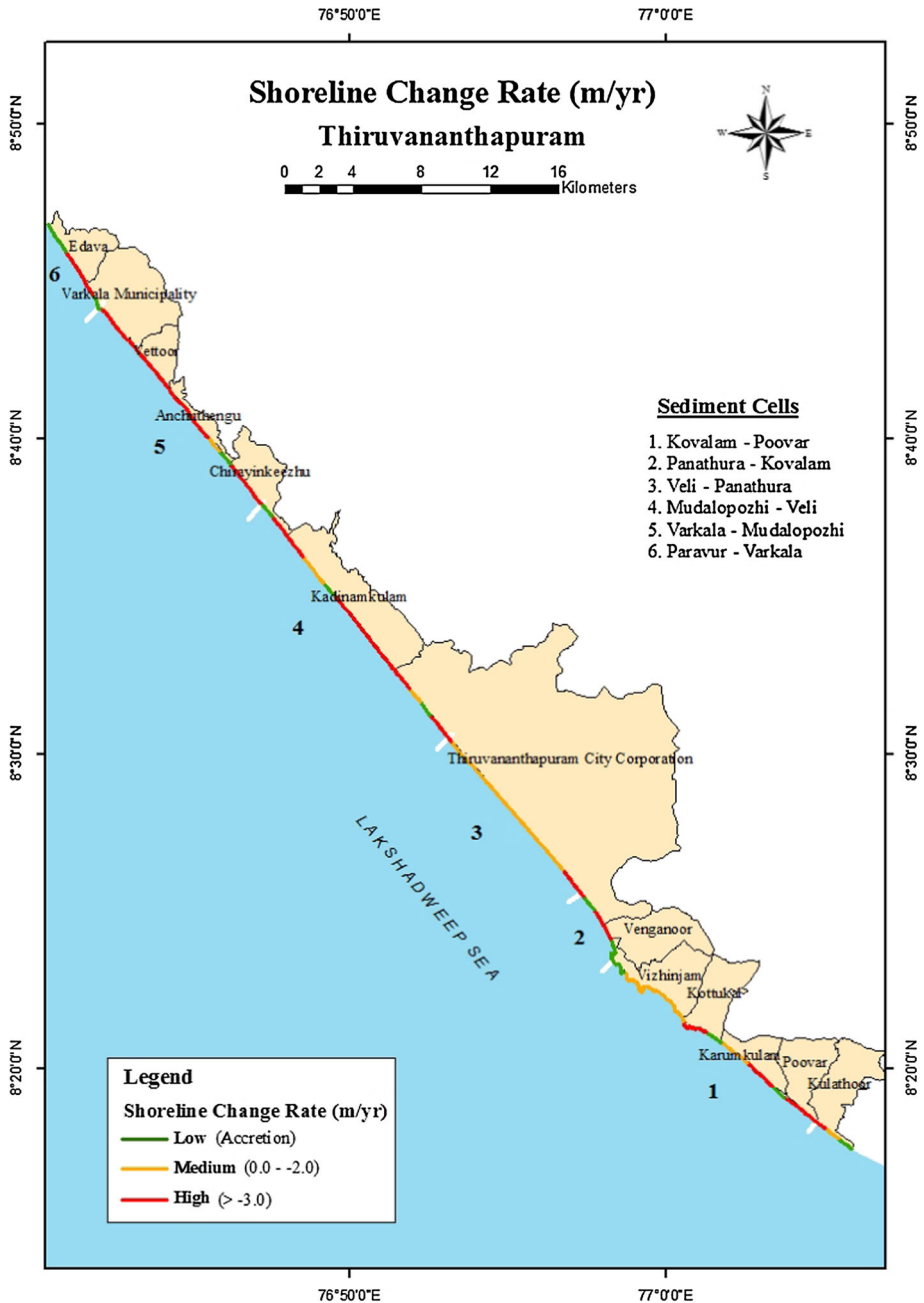 76°50'0"E
77°0'0"E
Shoreline Change Rate (m/yr)
Thiruvananthapuram
0 2 4 8 12 16
Kilometers
N
W E
S
8°50'0"N
8°50'0"N
Edava
6
Varkala Municipality
Vettoor
Anchuthengu
5
8°40'0"N
8°40'0"N
Chirayinkeezhu
Sediment Cells
1. Kovalam - Poovar
2. Panathura - Kovalam
3. Veli - Panathura
4. Mudalopozhi - Veli
5. Varkala - Mudalopozhi
6. Paravur - Varkala
Kadinamkulam
4
8°30'0"N
8°30'0"N
Thiruvananthapuram City Corporation
3
LAKSHADWEEP SEA
2
Venganoor
Vizhinjam
Kottukal
8°20'0"N
8°20'0"N
Karumkulam
Poovar
Kulathoor
1
Legend
Shoreline Change Rate (m/yr)
Low (Accretion)
Medium (0.0 - -2.0)
High (> -3.0)
76°50'0"E
77°0'0"E